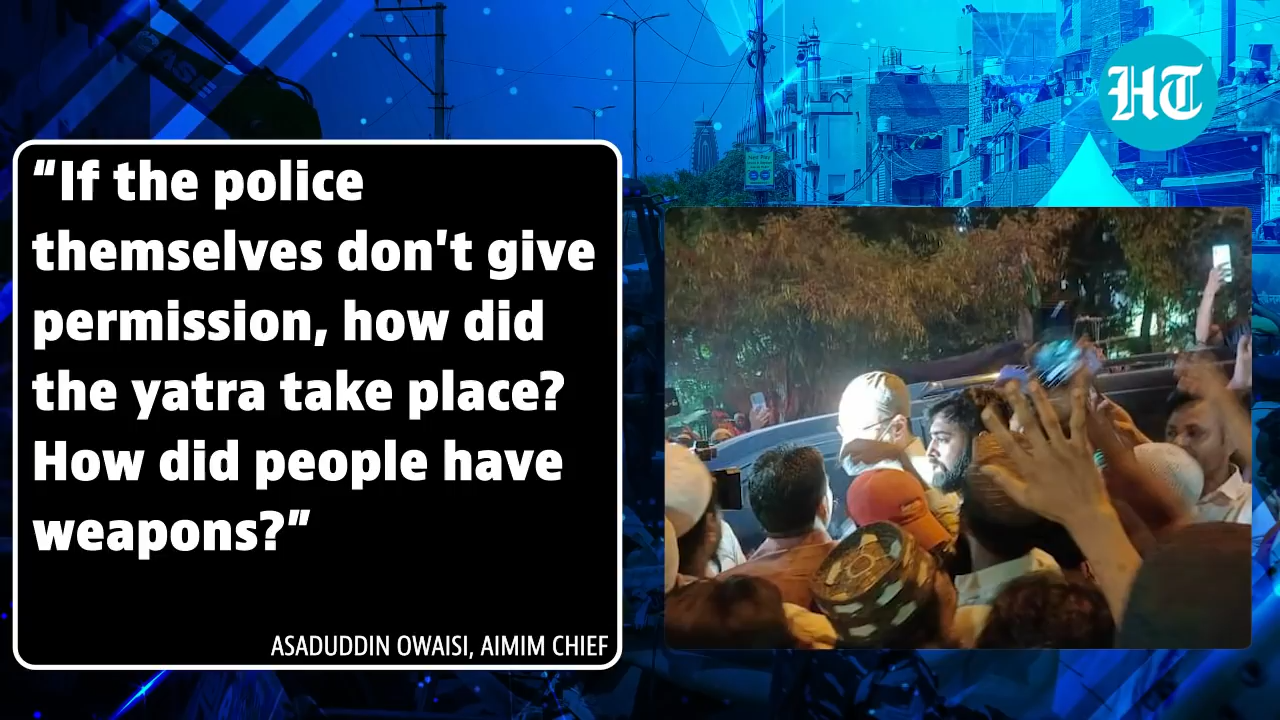 HT
“If the police
themselves don't give
permission, how did
the yatra take place?
How did people have
weapons?”
ASADUDDIN OWAISI, AIMIM CHIEF